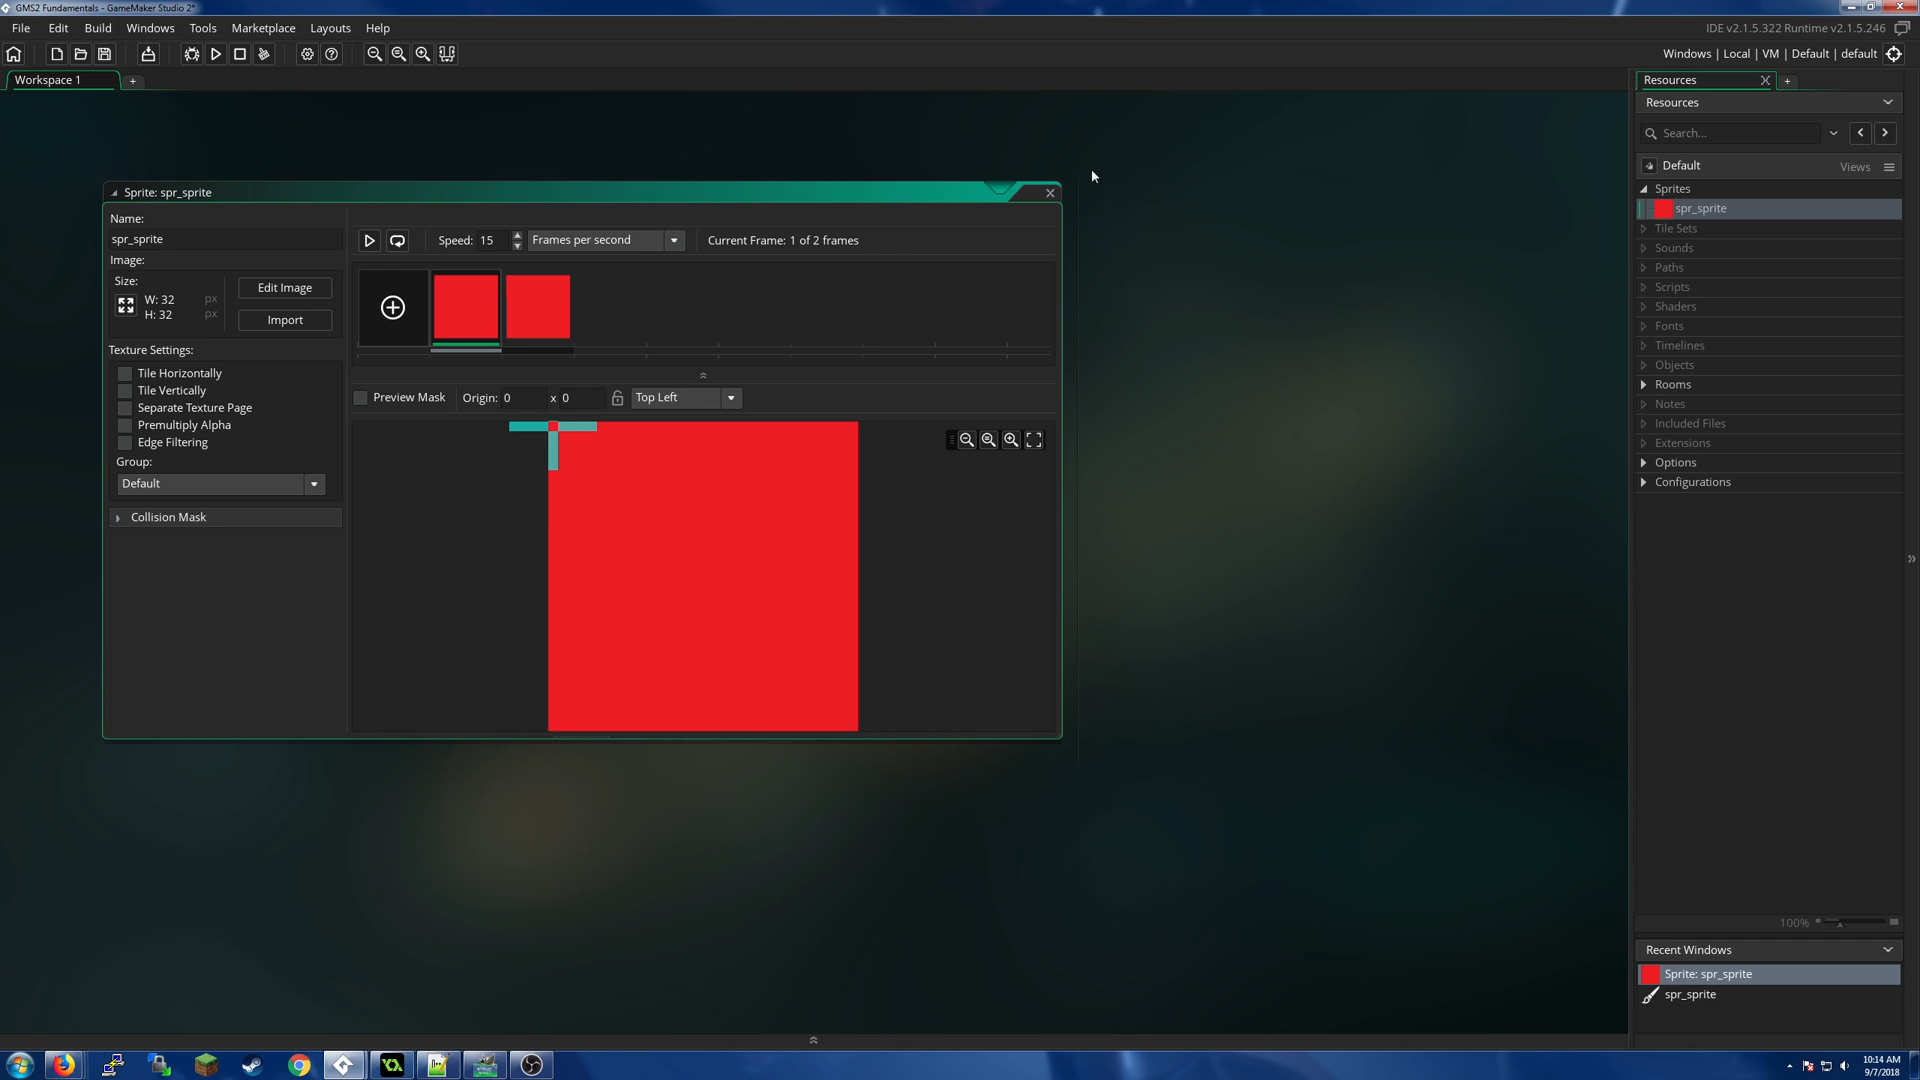 GMS2 Fundamentals - GameMaker Studio 2*
File Edit Build Windows Tools Marketplace Layouts Help
IDE v2.1.5.322 Runtime v2.1.5.246
Windows | Local | VM | Default | default
Workspace 1
+
Resources
+
Resources
Search...
Default
Views
Sprites
spr_sprite
Tile Sets
Sounds
Paths
Scripts
Shaders
Fonts
Timelines
Objects
Rooms
Notes
Included Files
Extensions
Options
Configurations
100%
Recent Windows
Sprite: spr_sprite
spr_sprite
Sprite: spr_sprite
Name:
spr_sprite
Image:
Size:
W: 32 px
H: 32 px
Edit Image
Import
Texture Settings:
Tile Horizontally
Tile Vertically
Separate Texture Page
Premultiply Alpha
Edge Filtering
Group:
Default
Collision Mask
Speed: 15
Frames per second
Current Frame: 1 of 2 frames
Preview Mask
Origin: 0 x 0
Top Left
10:14 AM
9/7/2018